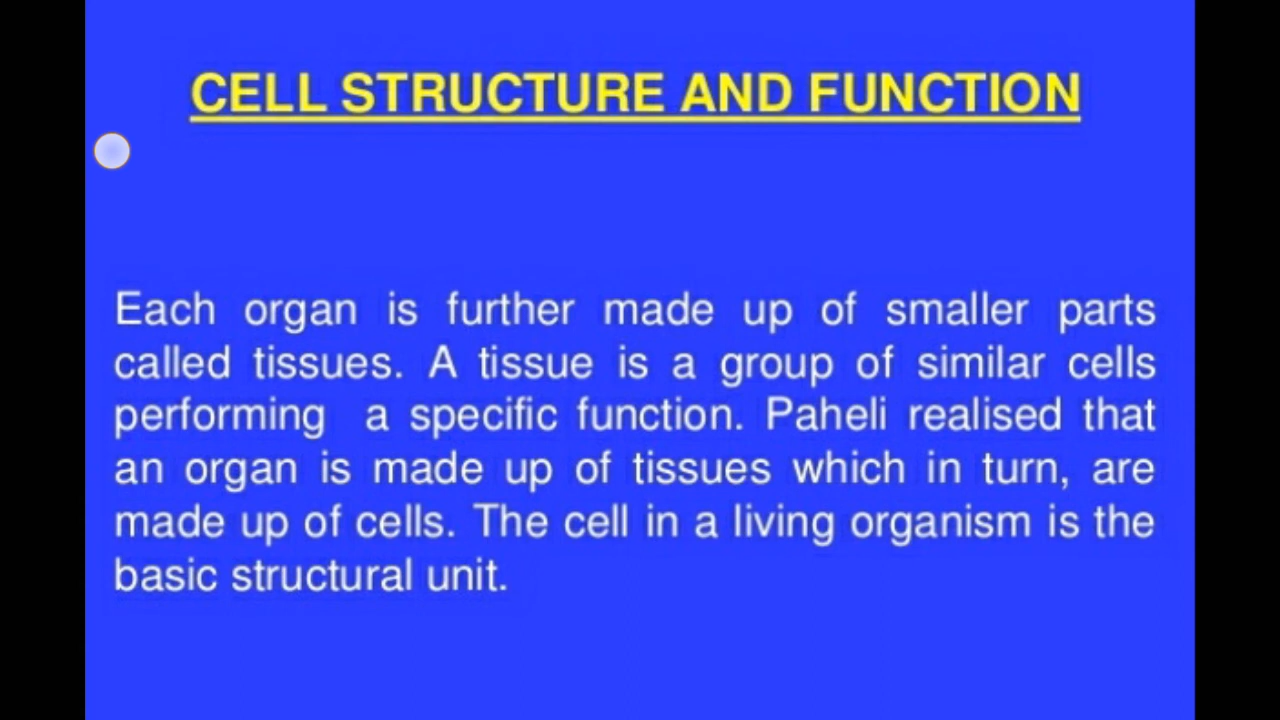 CELL STRUCTURE AND FUNCTION
Each organ is further made up of smaller parts
called tissues. A tissue is a group of similar cells
performing a specific function. Paheli realised that
an organ is made up of tissues which in turn, are
made up of cells. The cell in a living organism is the
basic structural unit.